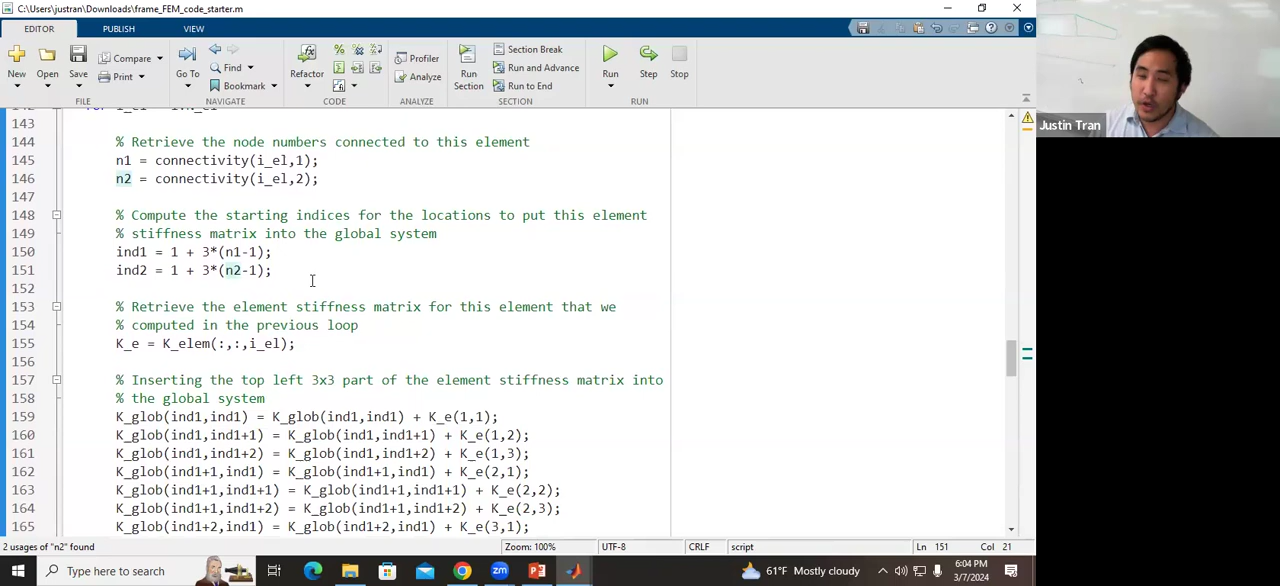 C:\Users\justran\Downloads\frame_FEM_code_starter.m
EDITOR PUBLISH VIEW
New Open Save Compare Print Go To Find Bookmark Refactor Profiler Analyze Run Section Section Break Run and Advance Run to End Run Step Stop
FILE NAVIGATE CODE ANALYZE SECTION RUN
143
144 % Retrieve the node numbers connected to this element
145 n1 = connectivity(i_el,1);
146 n2 = connectivity(i_el,2);
147
148 % Compute the starting indices for the locations to put this element
149 % stiffness matrix into the global system
150 ind1 = 1 + 3*(n1-1);
151 ind2 = 1 + 3*(n2-1);
152
153 % Retrieve the element stiffness matrix for this element that we
154 % computed in the previous loop
155 K_e = K_elem(:,:,i_el);
156
157 % Inserting the top left 3x3 part of the element stiffness matrix into
158 % the global system
159 K_glob(ind1,ind1) = K_glob(ind1,ind1) + K_e(1,1);
160 K_glob(ind1,ind1+1) = K_glob(ind1,ind1+1) + K_e(1,2);
161 K_glob(ind1,ind1+2) = K_glob(ind1,ind1+2) + K_e(1,3);
162 K_glob(ind1+1,ind1) = K_glob(ind1+1,ind1) + K_e(2,1);
163 K_glob(ind1+1,ind1+1) = K_glob(ind1+1,ind1+1) + K_e(2,2);
164 K_glob(ind1+1,ind1+2) = K_glob(ind1+1,ind1+2) + K_e(2,3);
165 K_glob(ind1+2,ind1) = K_glob(ind1+2,ind1) + K_e(3,1);
2 usages of "n2" found Zoom: 100% UTF-8 CRLF script Ln 151 Col 21
Type here to search 61°F Mostly cloudy 6:04 PM
3/7/2024
Justin Tran